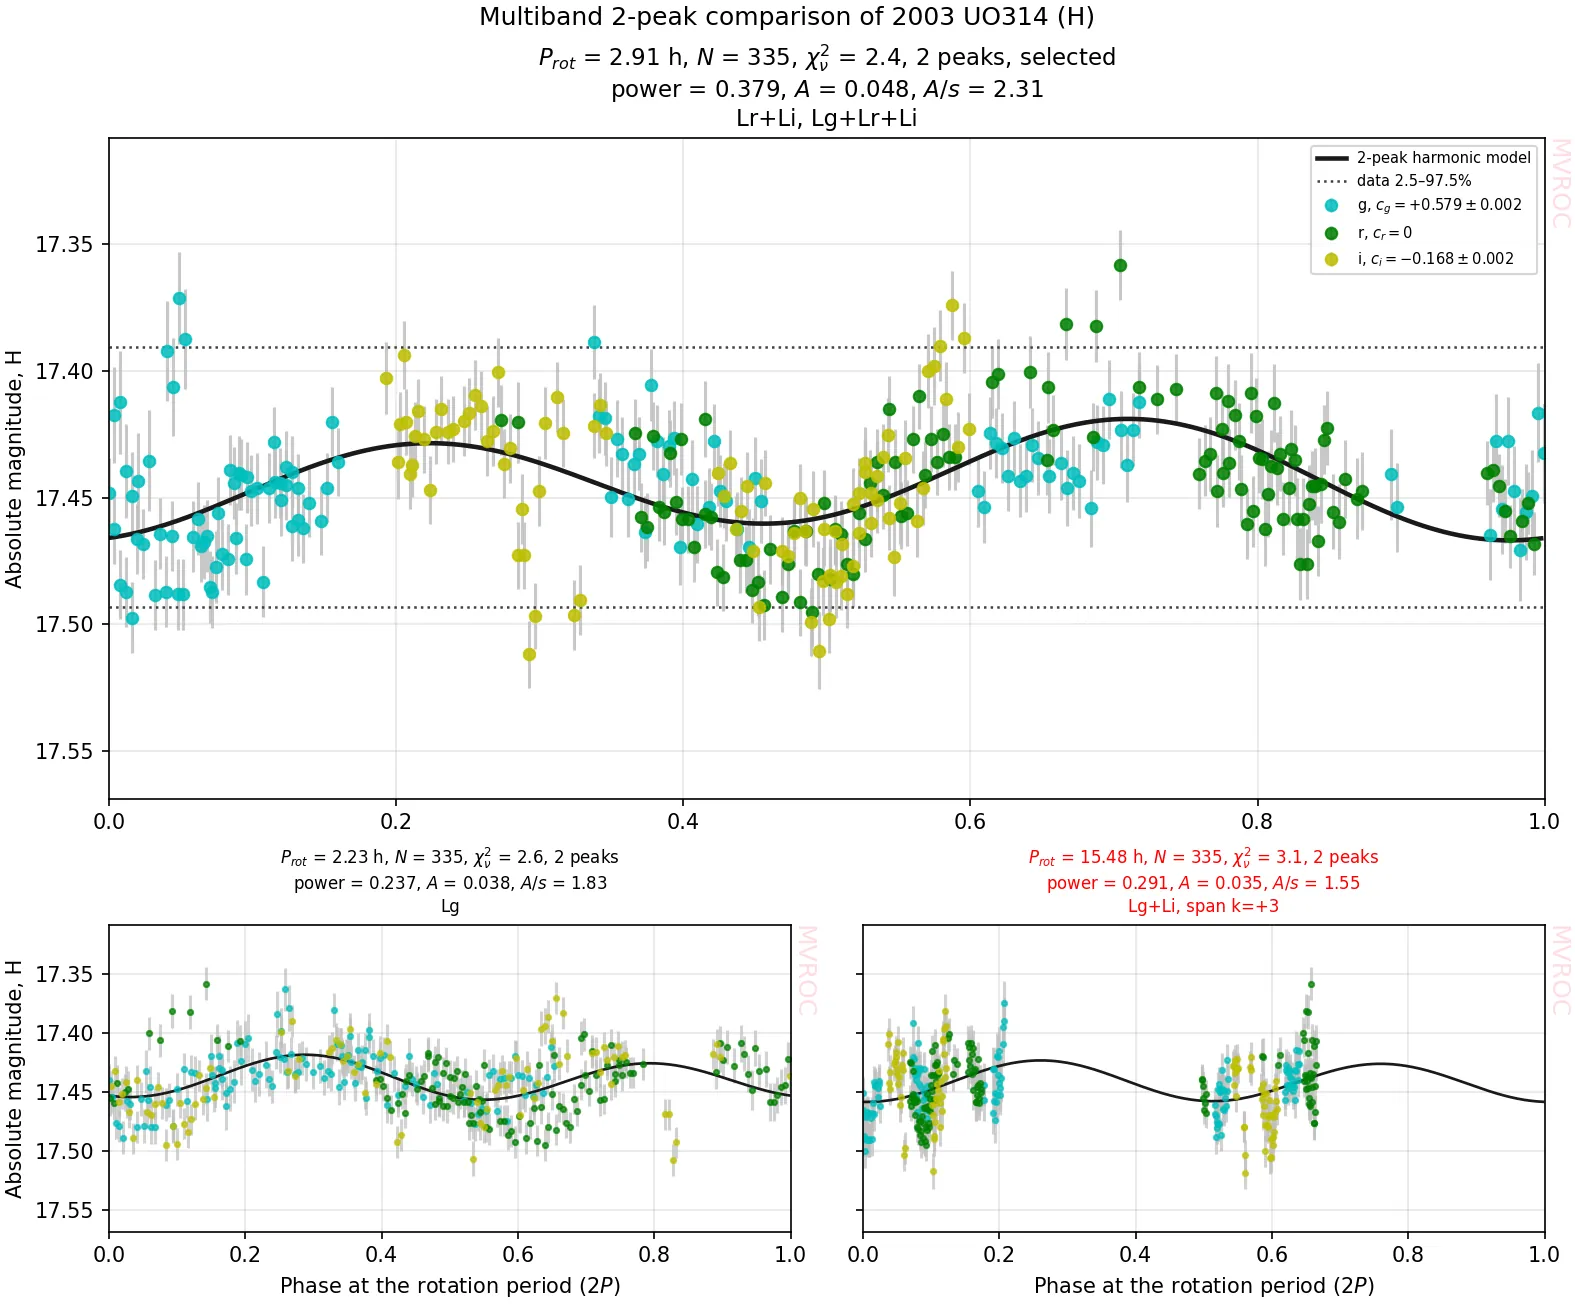 Multiband 2-peak comparison of 2003 UO314 (H)
P_rot = 2.91 h, N = 335, χ²_ν = 2.4, 2 peaks, selected
power = 0.379, A = 0.048, A/s = 2.31
Lr+Li, Lg+Lr+Li
2-peak harmonic model
data 2.5–97.5%
g, c_g = +0.579 ± 0.002
r, c_r = 0
i, c_i = −0.168 ± 0.002
MVROC
Absolute magnitude, H
17.35
17.40
17.45
17.50
17.55
0.0 0.2 0.4 0.6 0.8 1.0
P_rot = 2.23 h, N = 335, χ²_ν = 2.6, 2 peaks
power = 0.237, A = 0.038, A/s = 1.83
Lg
MVROC
Absolute magnitude, H
17.35
17.40
17.45
17.50
17.55
0.0 0.2 0.4 0.6 0.8 1.0
Phase at the rotation period (2P)
P_rot = 15.48 h, N = 335, χ²_ν = 3.1, 2 peaks
power = 0.291, A = 0.035, A/s = 1.55
Lg+Li, span k=+3
MVROC
0.0 0.2 0.4 0.6 0.8 1.0
Phase at the rotation period (2P)